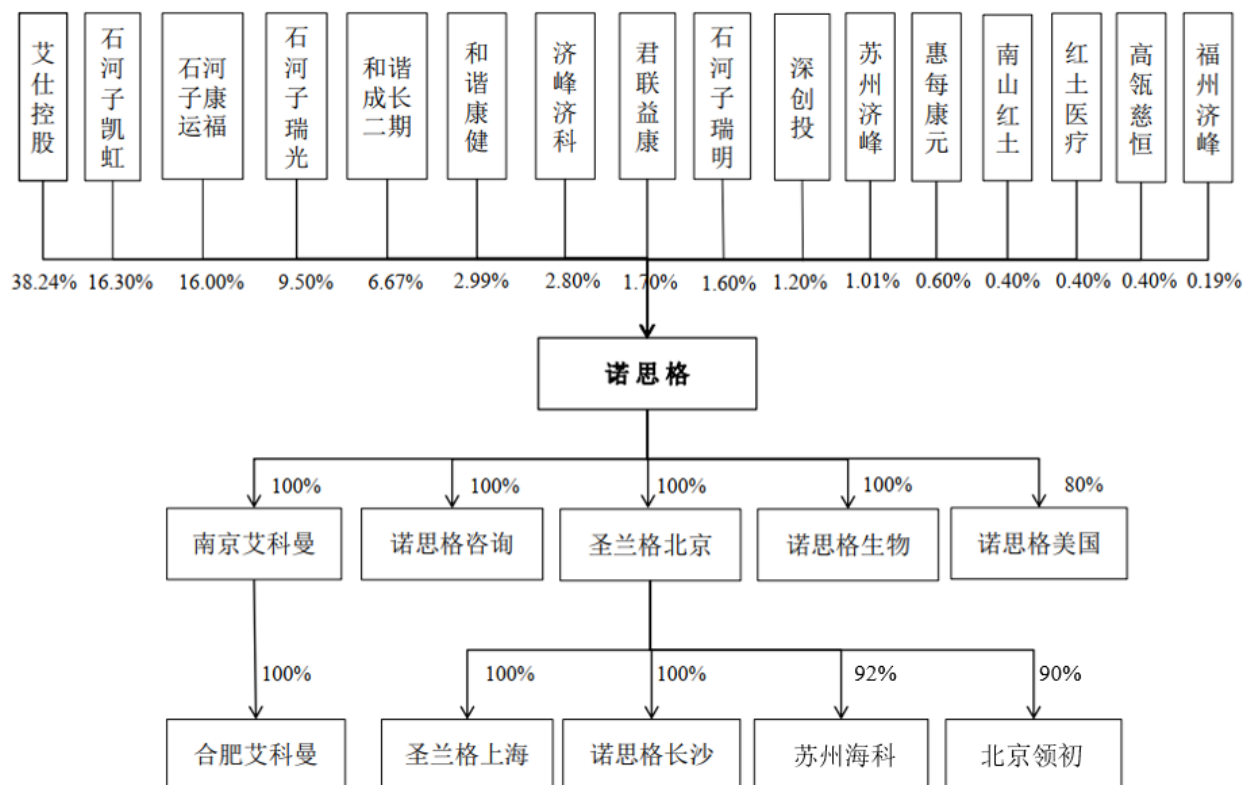 艾仕控股
石河子凯虹
石河子康运福
石河子瑞光
和谐成长二期
和谐康健
济峰济科
君联益康
石河子瑞明
深创投
苏州济峰
惠每康元
南山红土
红土医疗
高瓴慈恒
福州济峰
38.24%
16.30%
16.00%
9.50%
6.67%
2.99%
2.80%
1.70%
1.60%
1.20%
1.01%
0.60%
0.40%
0.40%
0.40%
0.19%
诺思格
100%
100%
100%
100%
80%
南京艾科曼
诺思格咨询
圣兰格北京
诺思格生物
诺思格美国
100%
100%
100%
92%
90%
合肥艾科曼
圣兰格上海
诺思格长沙
苏州海科
北京领初